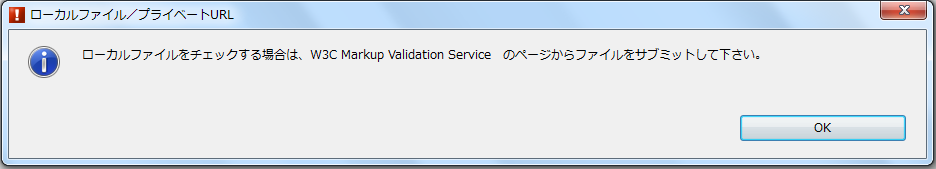 ローカルファイル／プライベートURL
ローカルファイルをチェックする場合は、W3C Markup Validation Service　のページからファイルをサブミットして下さい。
OK